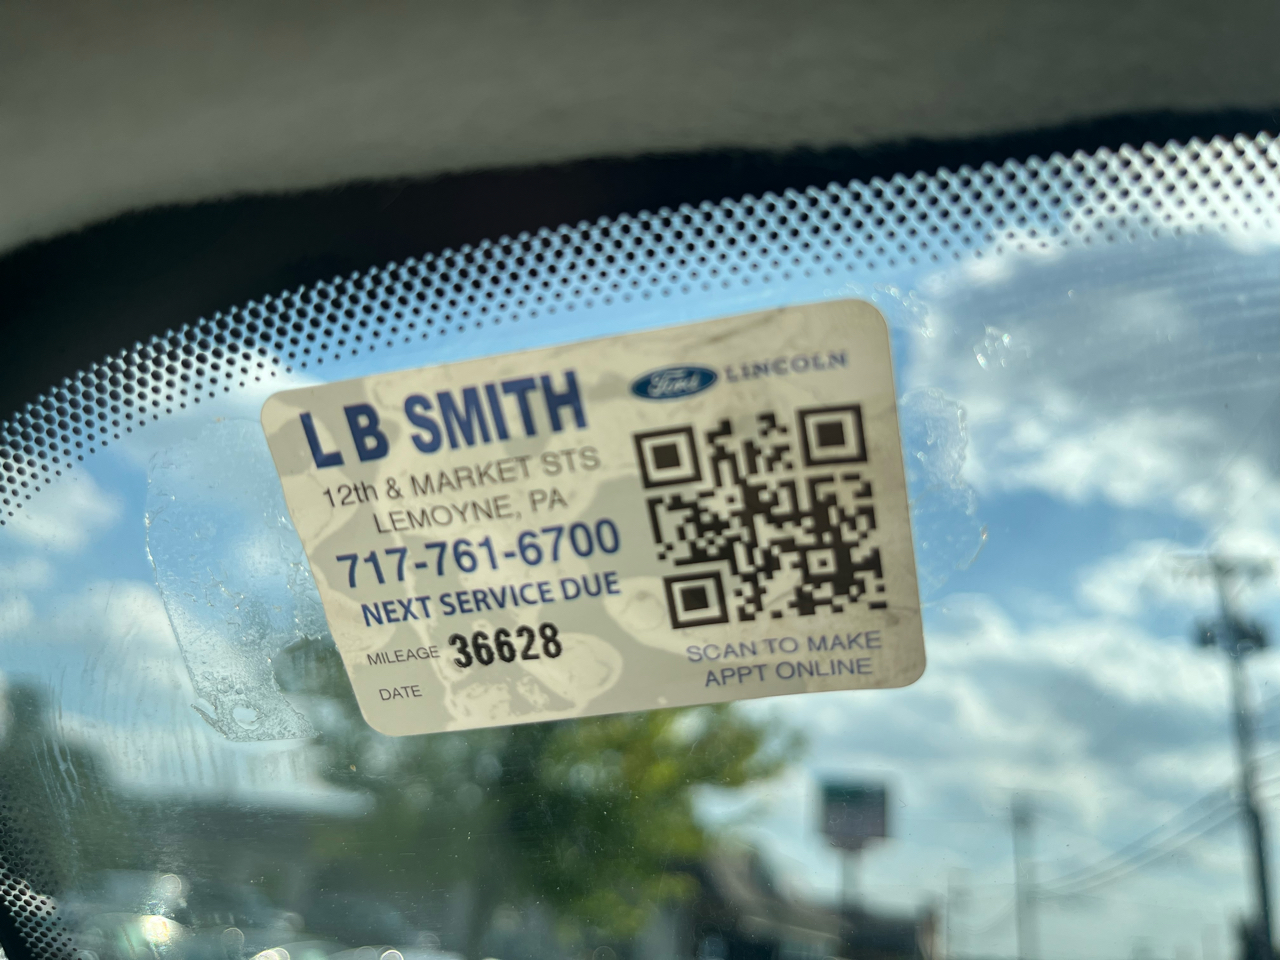 L B SMITH
12th & MARKET STS
LEMOYNE, PA
717-761-6700
NEXT SERVICE DUE
MILEAGE 36628
DATE
Ford LINCOLN
SCAN TO MAKE
APPT ONLINE